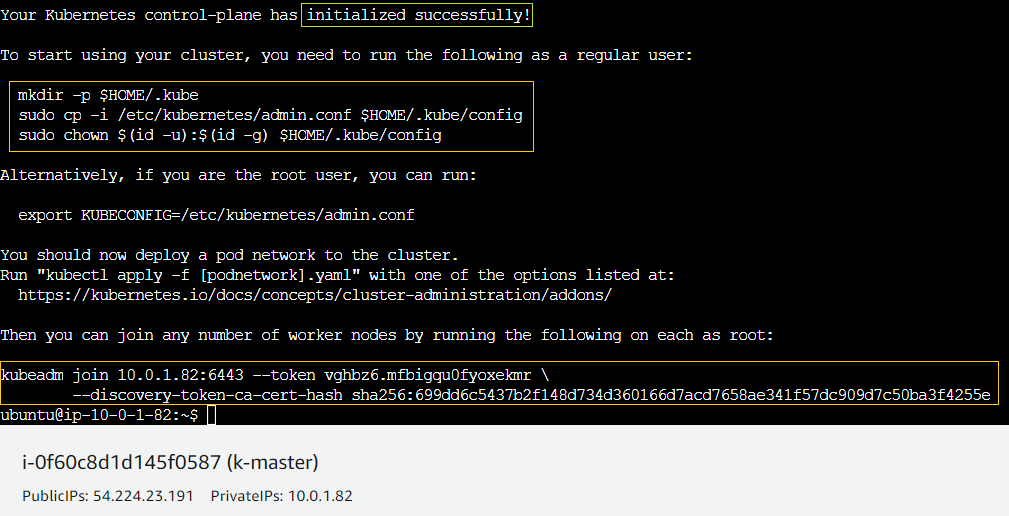 Your Kubernetes control-plane has initialized successfully!
To start using your cluster, you need to run the following as a regular user:
mkdir -p $HOME/.kube
sudo cp -i /etc/kubernetes/admin.conf $HOME/.kube/config
sudo chown $(id -u):$(id -g) $HOME/.kube/config
Alternatively, if you are the root user, you can run:
export KUBECONFIG=/etc/kubernetes/admin.conf
You should now deploy a pod network to the cluster.
Run "kubectl apply -f [podnetwork].yaml" with one of the options listed at:
https://kubernetes.io/docs/concepts/cluster-administration/addons/
Then you can join any number of worker nodes by running the following on each as root:
kubeadm join 10.0.1.82:6443 --token vghbz6.mfbigqu0fyoxekmr \
--discovery-token-ca-cert-hash sha256:699dd6c5437b2f148d734d360166d7acd7658ae341f57dc909d7c50ba3f4255e
ubuntu@ip-10-0-1-82:~$
i-0f60c8d1d145f0587 (k-master)
PublicIPs: 54.224.23.191 PrivateIPs: 10.0.1.82